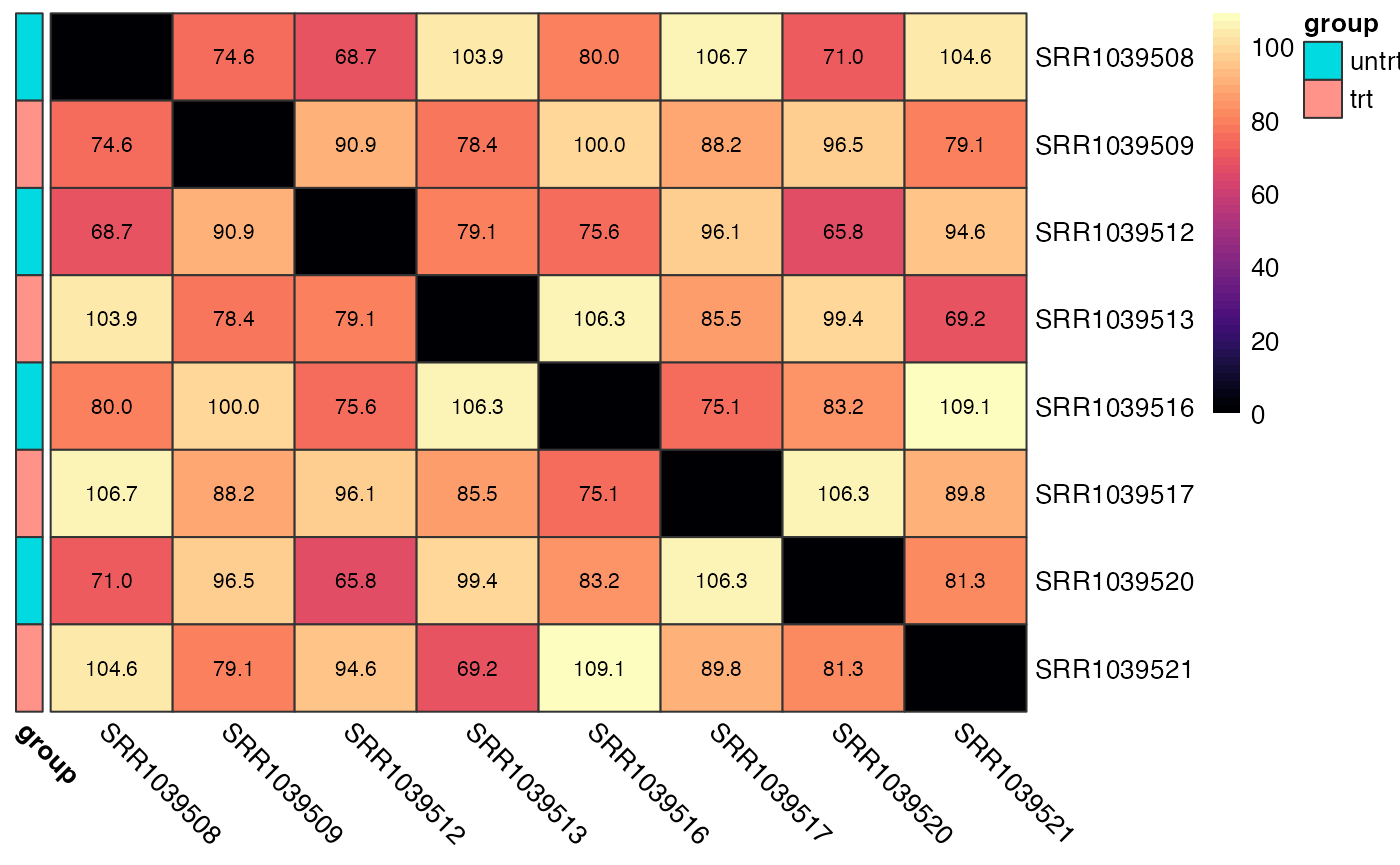 74.6 68.7 103.9 80.0 106.7 71.0 104.6 SRR1039508
74.6 90.9 78.4 100.0 88.2 96.5 79.1 SRR1039509
68.7 90.9 79.1 75.6 96.1 65.8 94.6 SRR1039512
103.9 78.4 79.1 106.3 85.5 99.4 69.2 SRR1039513
80.0 100.0 75.6 106.3 75.1 83.2 109.1 SRR1039516
106.7 88.2 96.1 85.5 75.1 106.3 89.8 SRR1039517
71.0 96.5 65.8 99.4 83.2 106.3 81.3 SRR1039520
104.6 79.1 94.6 69.2 109.1 89.8 81.3 SRR1039521
group SRR1039508 SRR1039509 SRR1039512 SRR1039513 SRR1039516 SRR1039517 SRR1039520 SRR1039521
100
80
60
40
20
0
group
untrt
trt